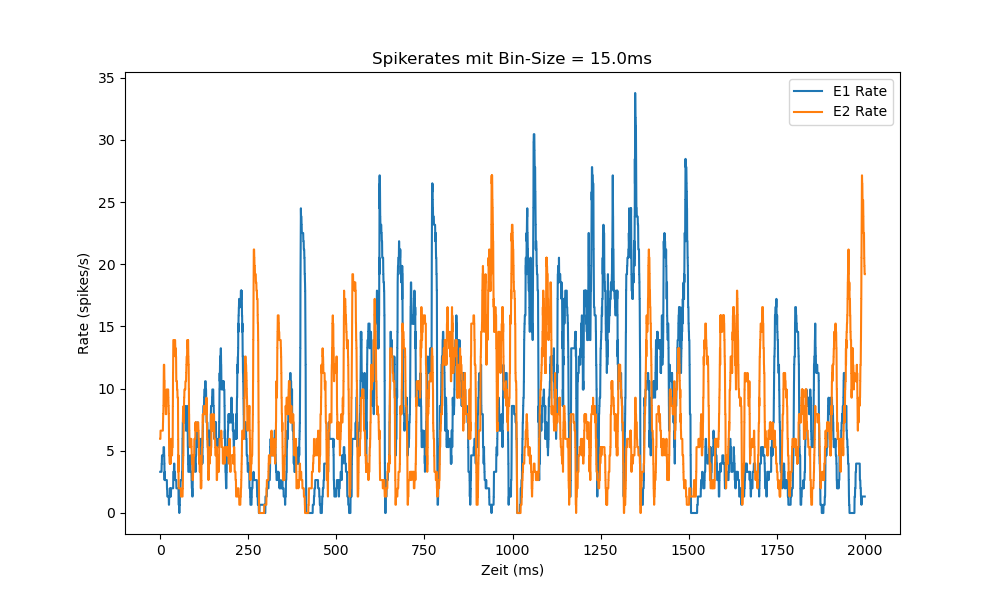 Spikerates mit Bin-Size = 15.0ms
35
30
25
20
15
10
5
0
Rate (spikes/s)
E1 Rate
E2 Rate
0 250 500 750 1000 1250 1500 1750 2000
Zeit (ms)